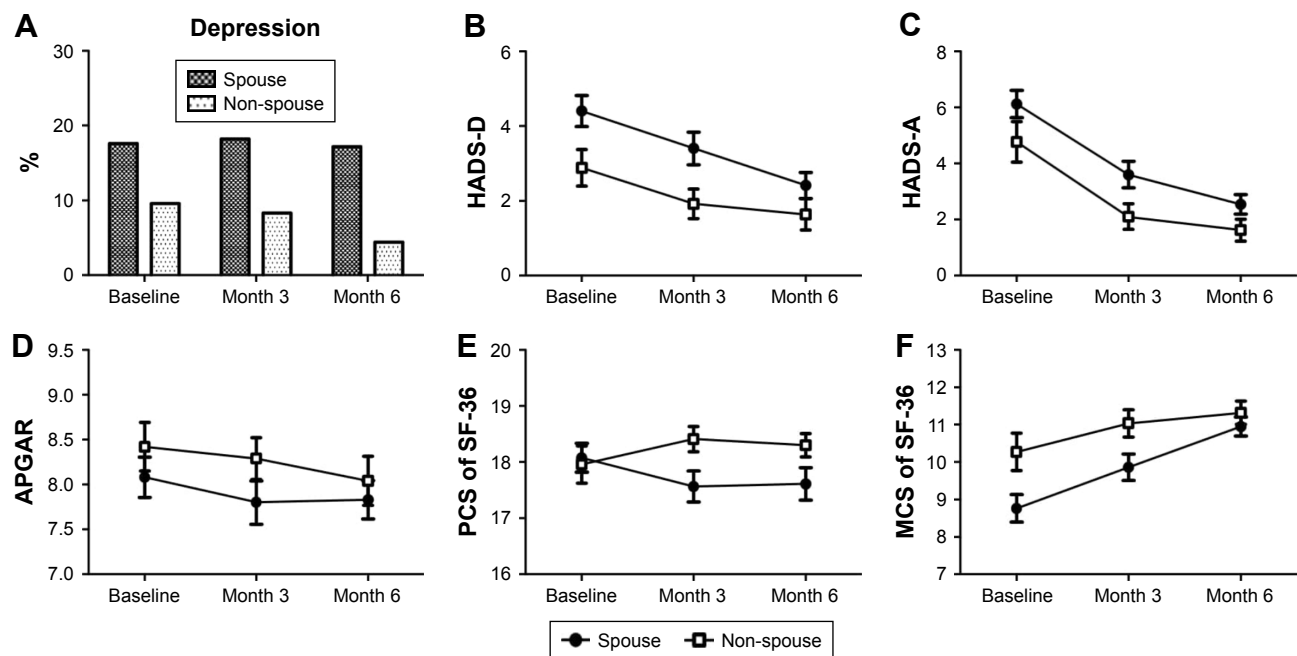 A
Depression
30
20
10
0
%
Spouse
Non-spouse
Baseline Month 3 Month 6
B
6
4
2
0
HADS-D
Baseline Month 3 Month 6
C
8
6
4
2
0
HADS-A
Baseline Month 3 Month 6
D
9.5
9.0
8.5
8.0
7.5
7.0
APGAR
Baseline Month 3 Month 6
E
20
19
18
17
16
PCS of SF-36
Baseline Month 3 Month 6
F
13
12
11
10
9
8
7
MCS of SF-36
Baseline Month 3 Month 6
Spouse Non-spouse